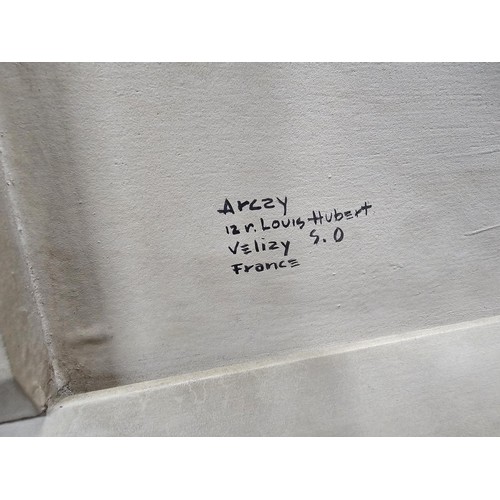 Arczy
12 r. Louis Hubert
Velizy S.O
France